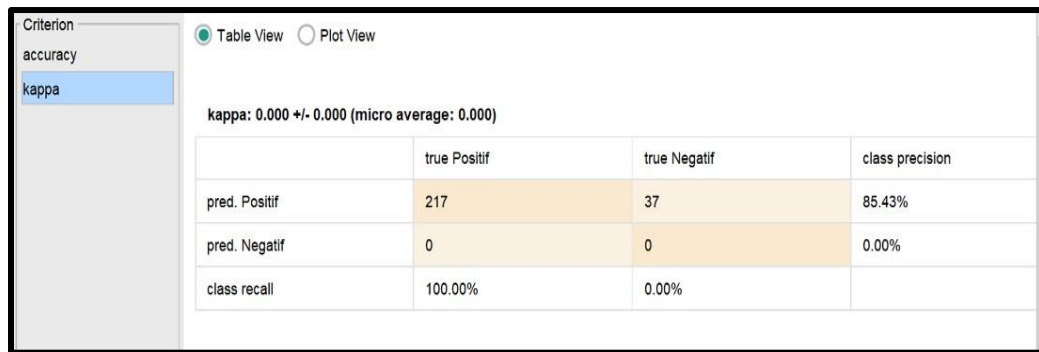 Criterion
accuracy
kappa
Table View Plot View
kappa: 0.000 +/- 0.000 (micro average: 0.000)
true Positif true Negatif class precision
pred. Positif 217 37 85.43%
pred. Negatif 0 0 0.00%
class recall 100.00% 0.00%